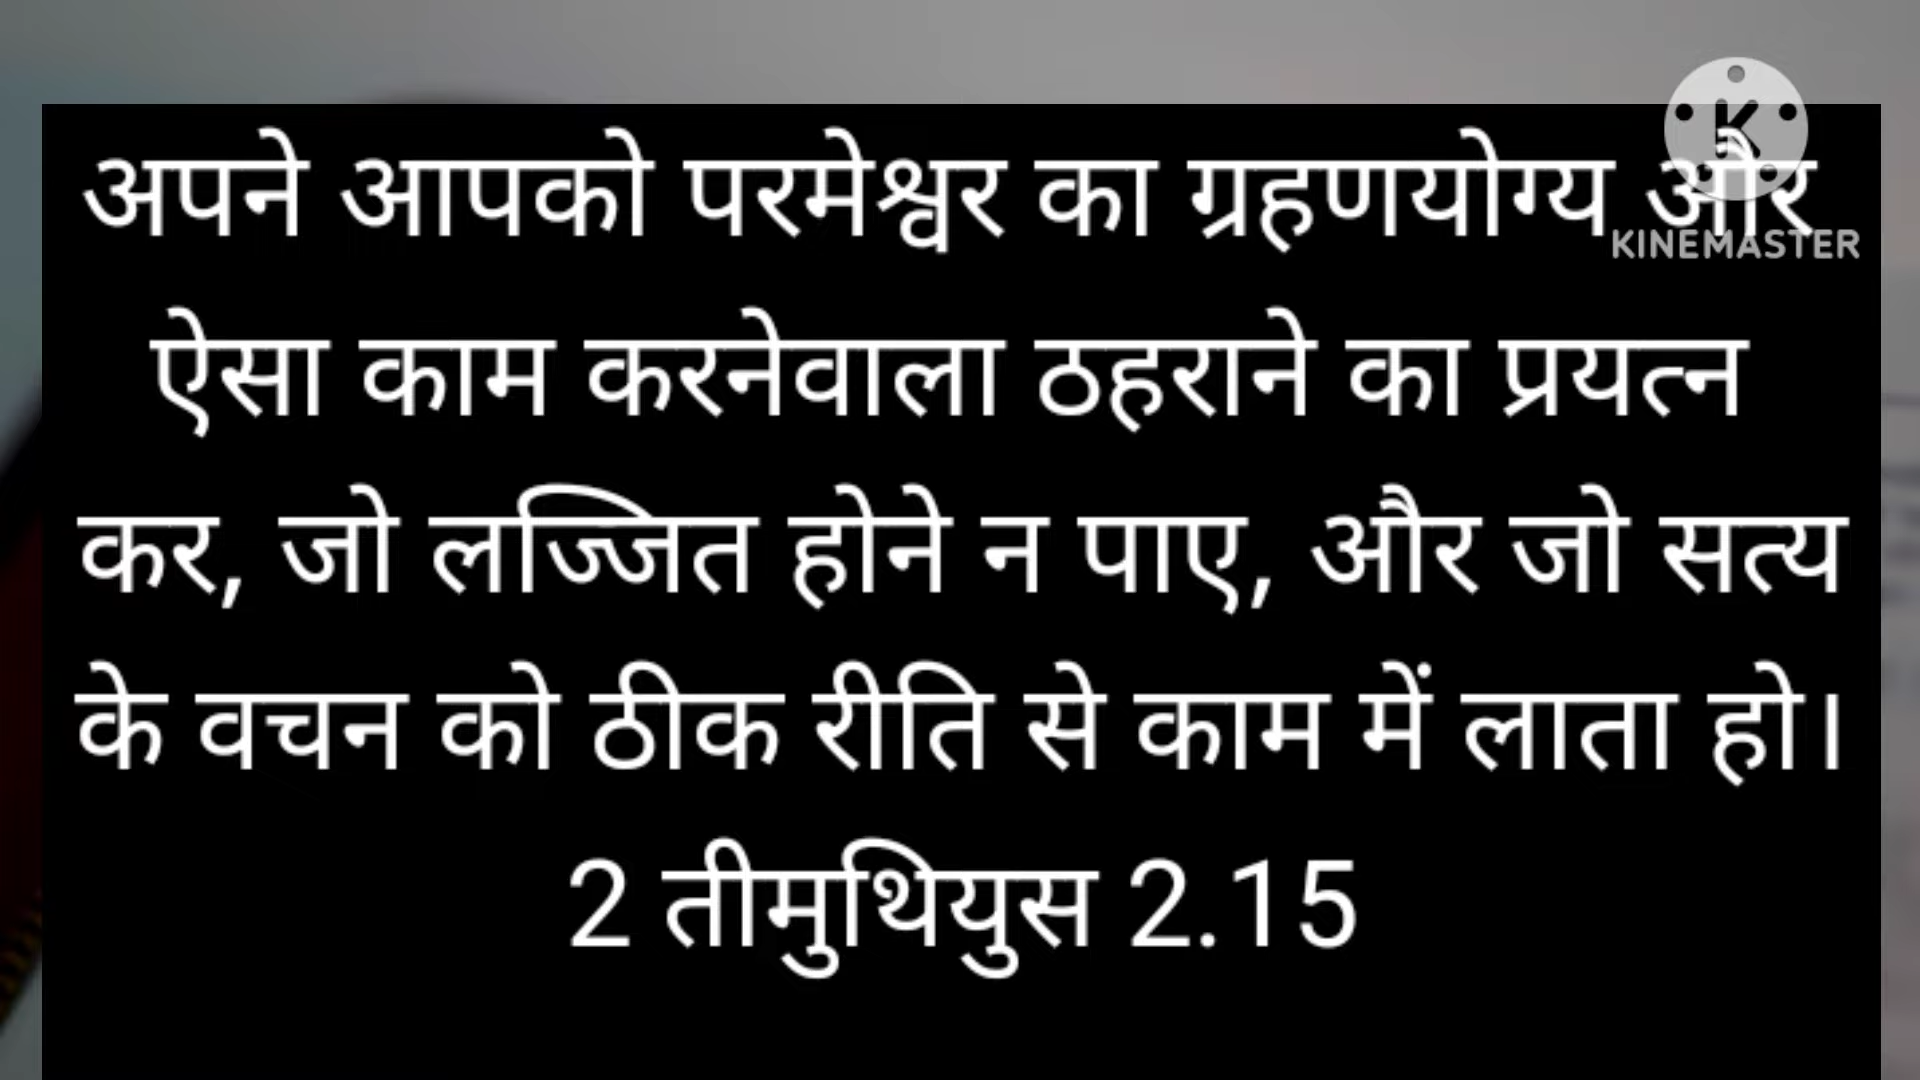 अपने आपको परमेश्वर का ग्रहणयोग्य और
ऐसा काम करनेवाला ठहराने का प्रयत्न
कर, जो लज्जित होने न पाए, और जो सत्य
के वचन को ठीक रीति से काम में लाता हो।
2 तीमुथियुस 2.15
K
KINEMASTER